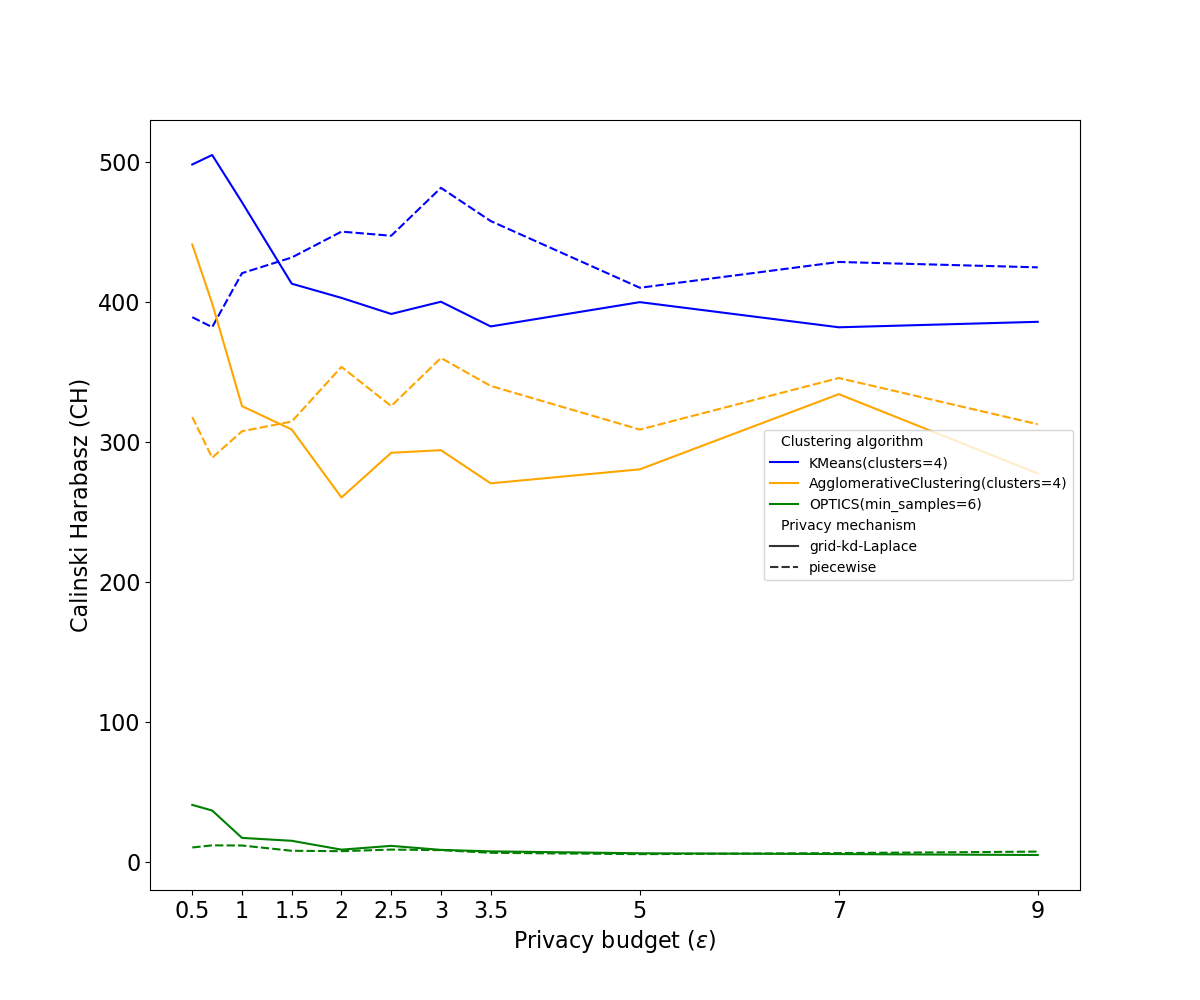 500
400
300
200
100
0
Calinski Harabasz (CH)
Clustering algorithm
KMeans(clusters=4)
AgglomerativeClustering(clusters=4)
OPTICS(min_samples=6)
Privacy mechanism
grid-kd-Laplace
piecewise
0.5 1 1.5 2 2.5 3 3.5 5 7 9
Privacy budget (ε)